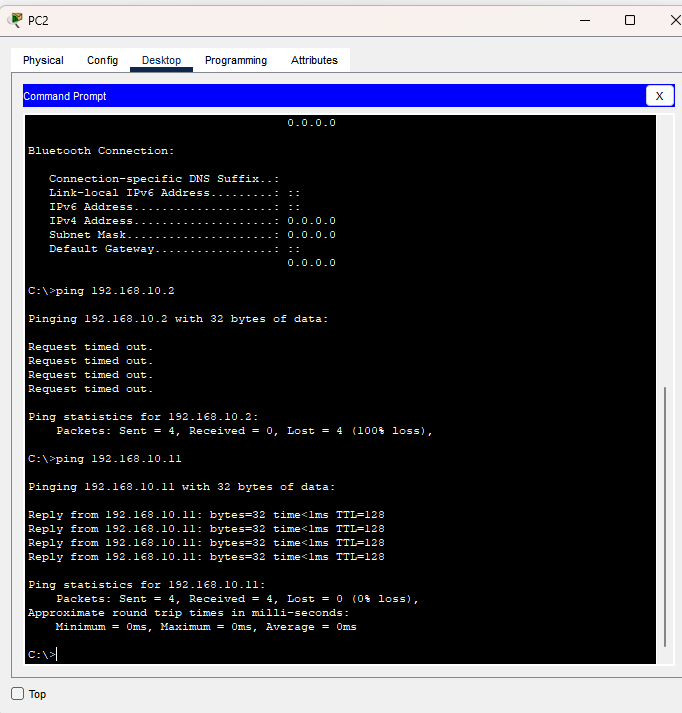 PC2
Physical Config Desktop Programming Attributes
Command Prompt X
0.0.0.0
Bluetooth Connection:
Connection-specific DNS Suffix..:
Link-local IPv6 Address.........: ::
IPv6 Address....................: ::
IPv4 Address....................: 0.0.0.0
Subnet Mask.....................: 0.0.0.0
Default Gateway.................: ::
0.0.0.0
C:\>ping 192.168.10.2
Pinging 192.168.10.2 with 32 bytes of data:
Request timed out.
Request timed out.
Request timed out.
Request timed out.
Ping statistics for 192.168.10.2:
Packets: Sent = 4, Received = 0, Lost = 4 (100% loss),
C:\>ping 192.168.10.11
Pinging 192.168.10.11 with 32 bytes of data:
Reply from 192.168.10.11: bytes=32 time<1ms TTL=128
Reply from 192.168.10.11: bytes=32 time<1ms TTL=128
Reply from 192.168.10.11: bytes=32 time<1ms TTL=128
Reply from 192.168.10.11: bytes=32 time<1ms TTL=128
Ping statistics for 192.168.10.11:
Packets: Sent = 4, Received = 4, Lost = 0 (0% loss),
Approximate round trip times in milli-seconds:
Minimum = 0ms, Maximum = 0ms, Average = 0ms
C:\>
Top